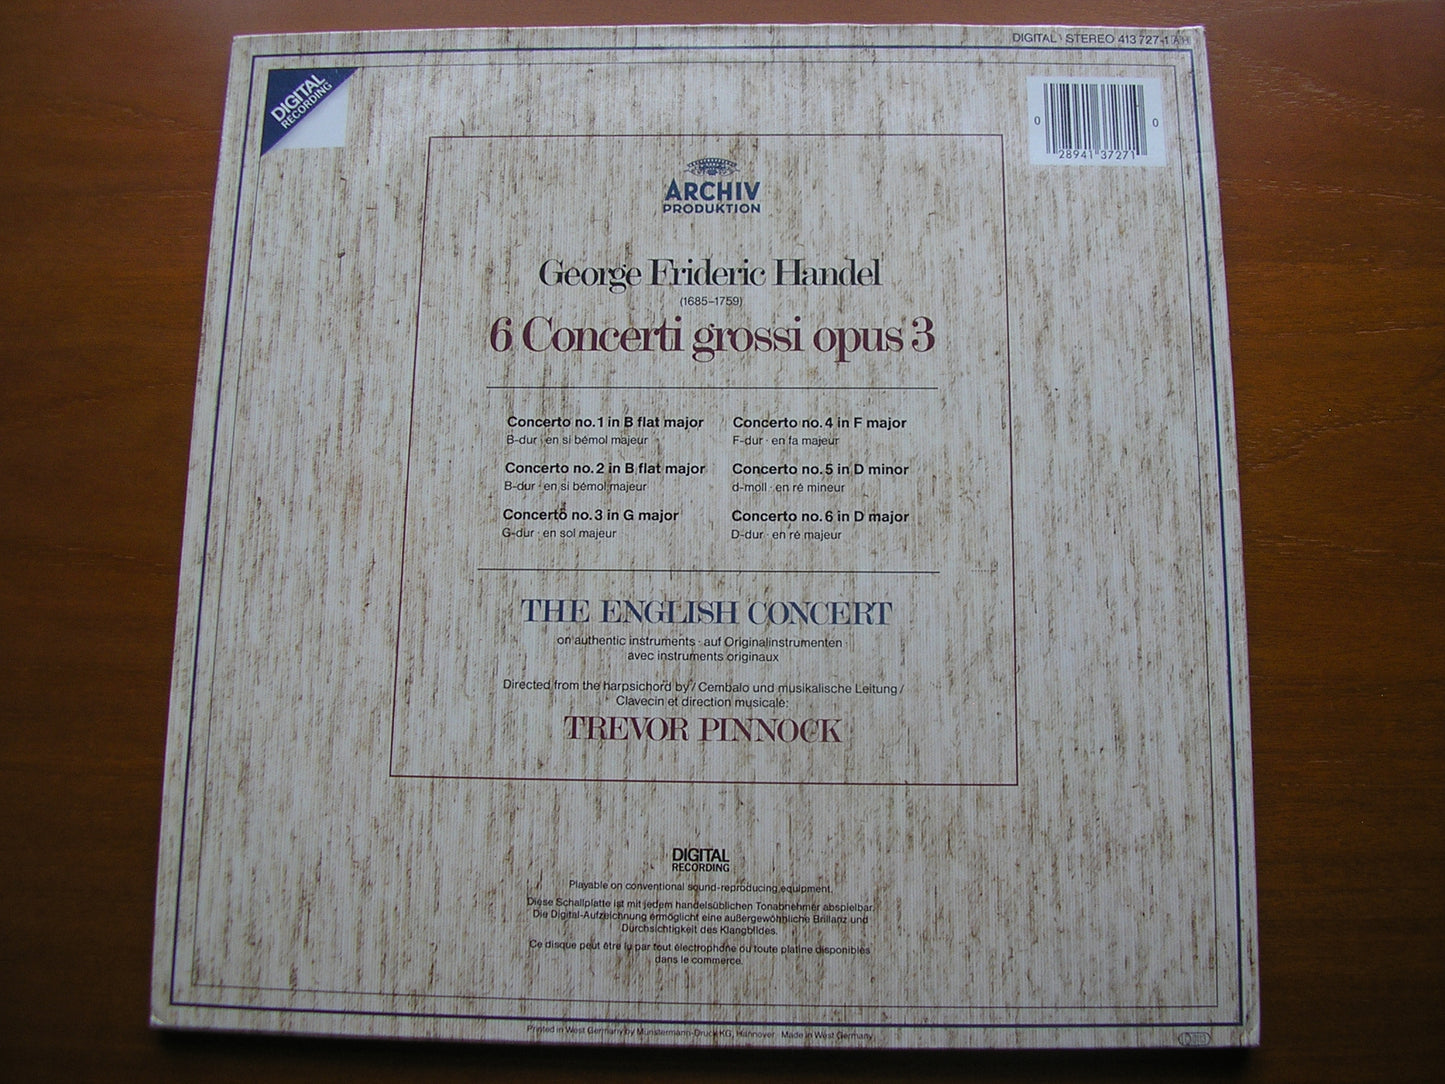 DIGITAL STEREO 413 727-1 AH
DIGITAL
RECORDING
0 28941 37271 0
ARCHIV
PRODUKTION
George Frideric Handel
(1685–1759)
6 Concerti grossi opus 3
Concerto no. 1 in B flat major
B-dur · en si bémol majeur
Concerto no. 2 in B flat major
B-dur · en si bémol majeur
Concerto no. 3 in G major
G-dur · en sol majeur
Concerto no. 4 in F major
F-dur · en fa majeur
Concerto no. 5 in D minor
d-moll · en ré mineur
Concerto no. 6 in D major
D-dur · en ré majeur
THE ENGLISH CONCERT
on authentic instruments · auf Originalinstrumenten ·
avec instruments originaux
Directed from the harpsichord by / Cembalo und musikalische Leitung /
Clavecin et direction musicale:
TREVOR PINNOCK
DIGITAL
RECORDING
Playable on conventional sound-reproducing equipment.
Diese Schallplatte ist mit jedem handelsüblichen Tonabnehmer abspielbar.
Die Digital-Aufzeichnung ermöglicht eine außergewöhnliche Brillanz und
Durchsichtigkeit des Klangbildes.
Ce disque peut être lu par tout électrophone ou toute platine disponibles
dans le commerce.
Printed in West Germany by Münstermann-Druck KG, Hannover · Made in West Germany